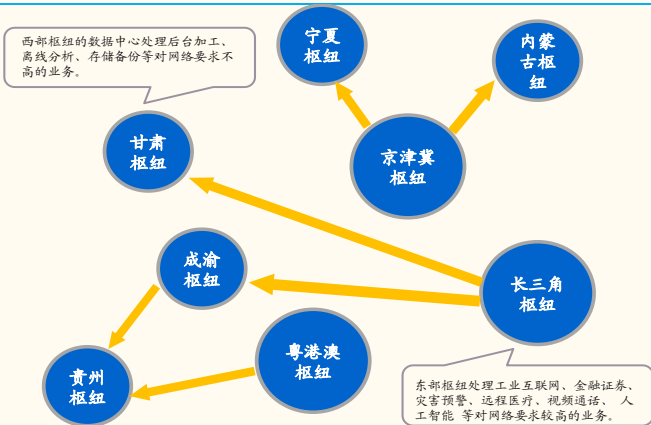 西部枢纽的数据中心处理后台加工、
离线分析、存储备份等对网络要求不
高的业务。
宁夏
枢纽
内蒙
古枢
纽
甘肃
枢纽
京津冀
枢纽
成渝
枢纽
长三角
枢纽
粤港澳
枢纽
贵州
枢纽
东部枢纽处理工业互联网、金融证券、
灾害预警、远程医疗、视频通话、 人
工智能 等对网络要求较高的业务。